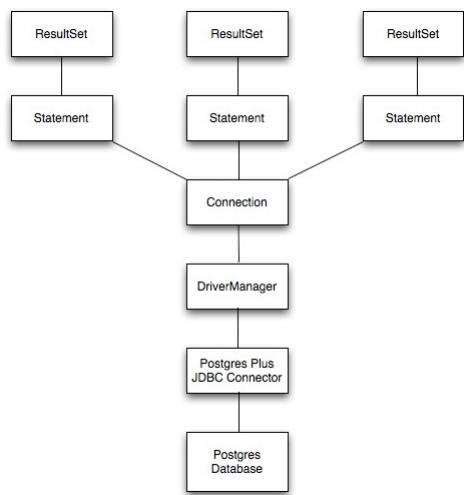 ResultSet
ResultSet
ResultSet
Statement
Statement
Statement
Connection
DriverManager
Postgres Plus
JDBC Connector
Postgres
Database